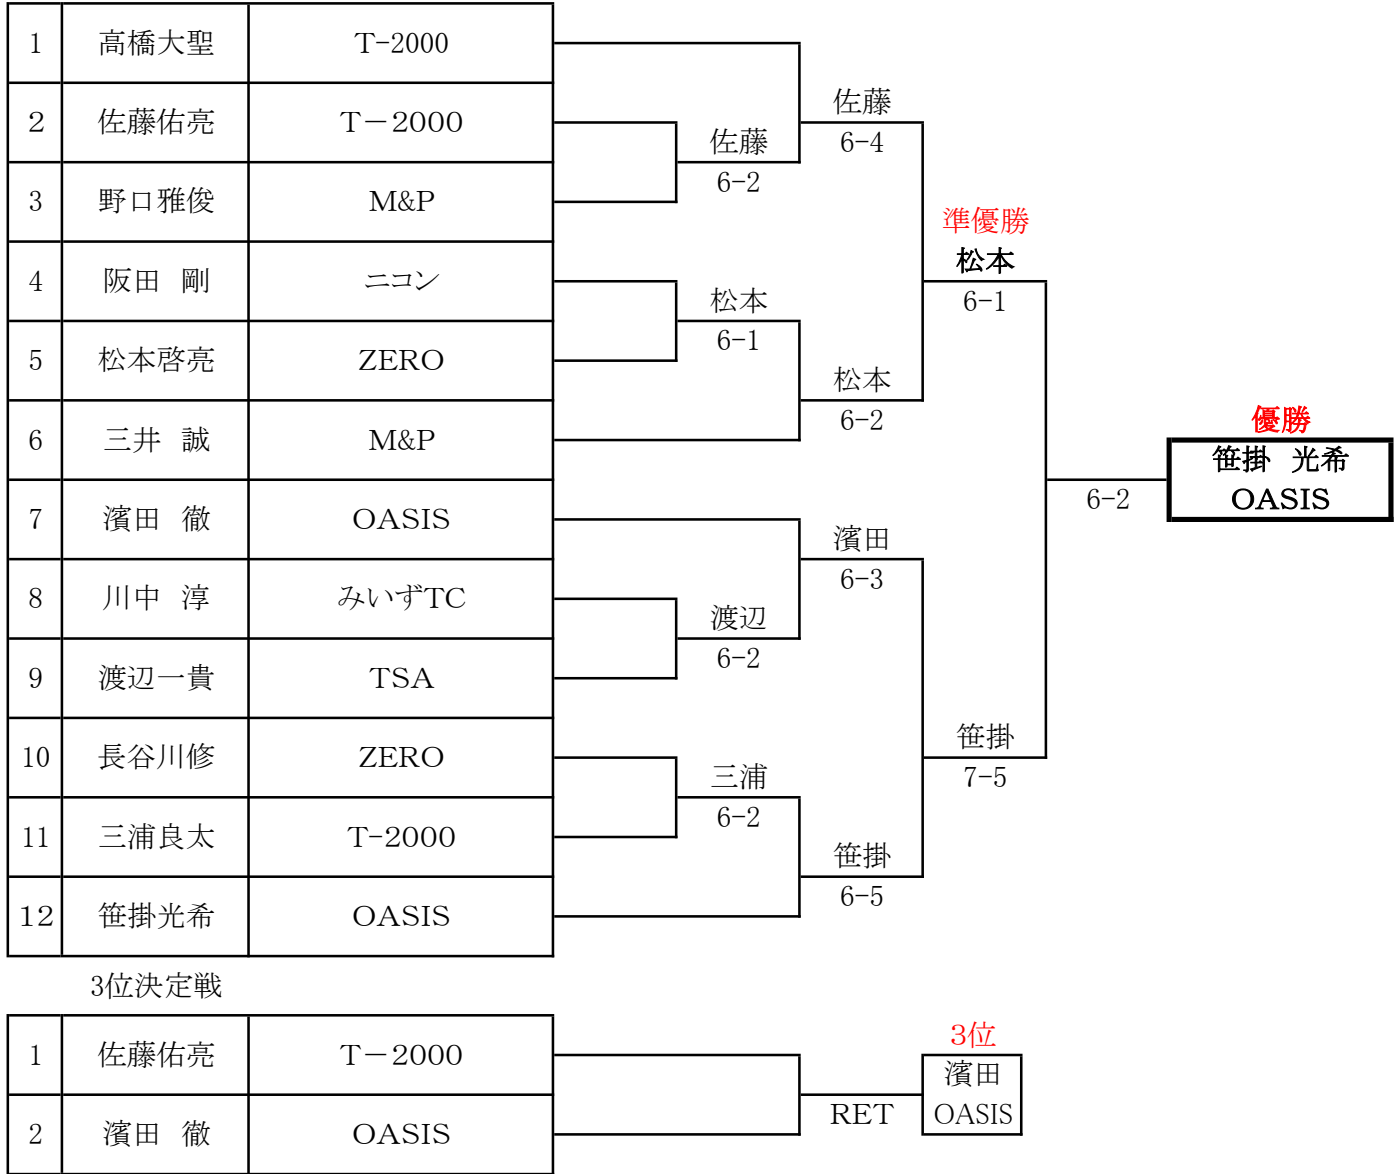 1 高橋大聖 T-2000
2 佐藤佑亮 T－2000
3 野口雅俊 M&P
4 阪田　剛 ニコン
5 松本啓亮 ZERO
6 三井　誠 M&P
7 濱田　徹 OASIS
8 川中　淳 みいずTC
9 渡辺一貴 TSA
10 長谷川修 ZERO
11 三浦良太 T-2000
12 笹掛光希 OASIS
佐藤
6-2
松本
6-1
渡辺
6-2
三浦
6-2
佐藤
6-4
松本
6-2
濱田
6-3
笹掛
6-5
準優勝
松本
6-1
笹掛
7-5
6-2
優勝
笹掛　光希
OASIS
3位決定戦
1 佐藤佑亮 T－2000
2 濱田　徹 OASIS
RET
3位
濱田
OASIS